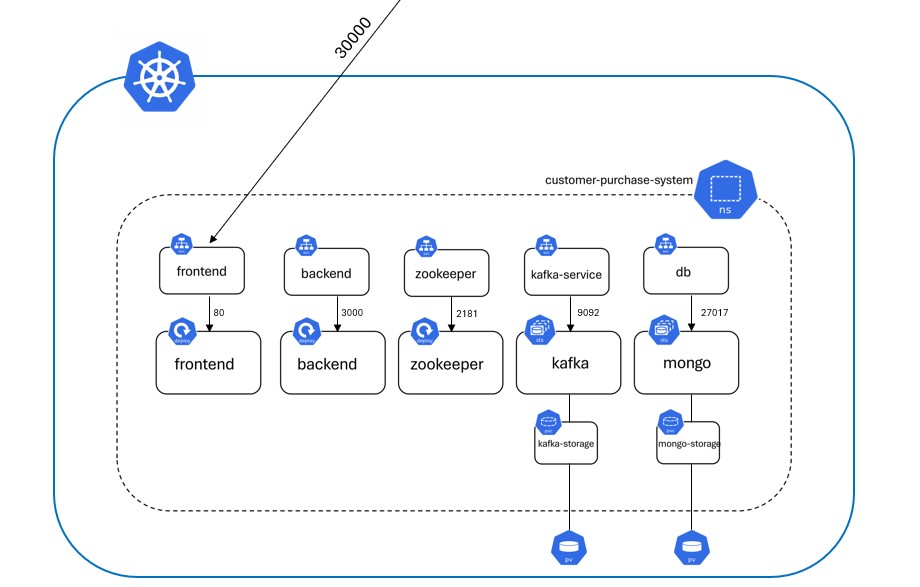 30000
customer-purchase-system
ns
svc
svc
svc
svc
svc
frontend
backend
zookeeper
kafka-service
db
80
3000
2181
9092
27017
deploy
deploy
deploy
sts
sts
frontend
backend
zookeeper
kafka
mongo
pvc
pvc
kafka-storage
mongo-storage
pv
pv